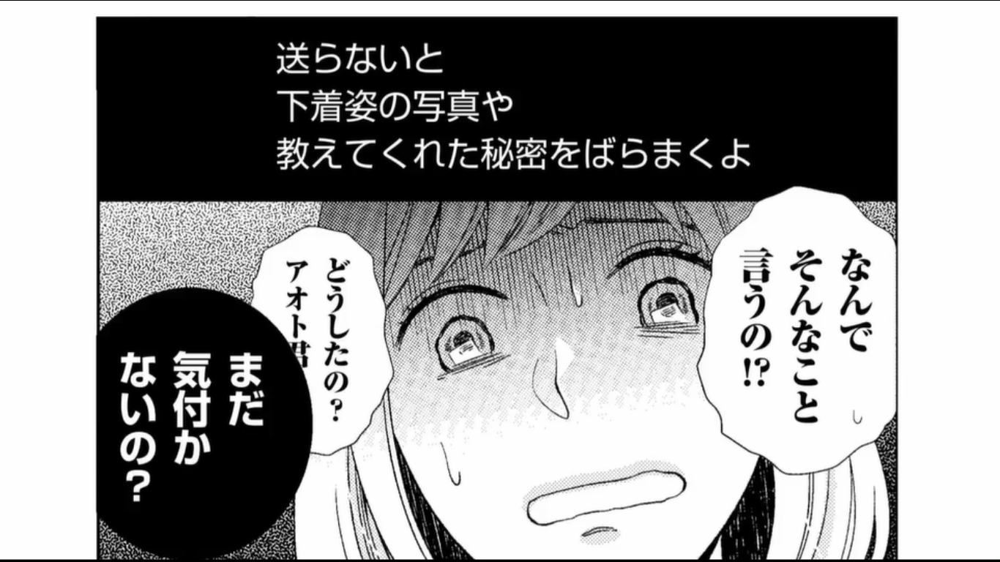 送らないと
下着姿の写真や
教えてくれた秘密をばらまくよ
なんで
そんなこと
言うの!?
どうしたの?
アオト君
まだ
気付か
ないの?